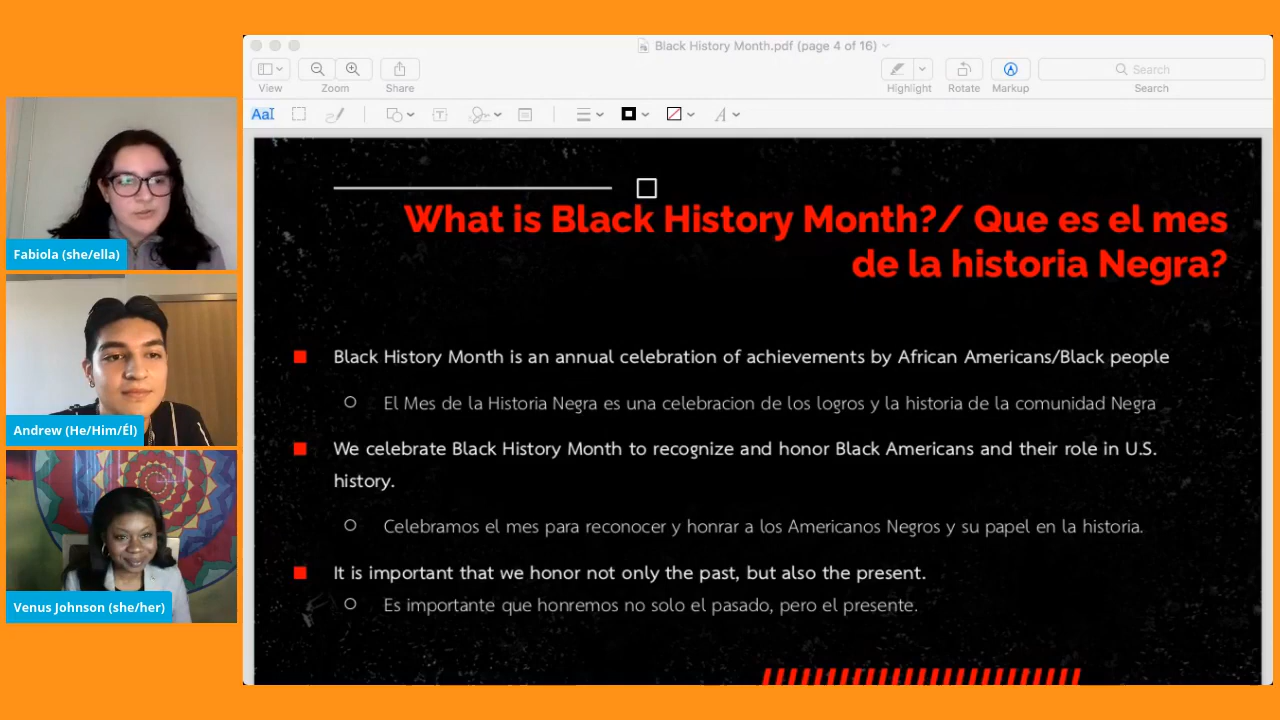 Black History Month.pdf (page 4 of 16)
View
Zoom
Share
Highlight
Rotate
Markup
Search
Search
AaI
T
A
Fabiola (she/ella)
Andrew (He/Him/Él)
Venus Johnson (she/her)
What is Black History Month?/ Que es el mes
de la historia Negra?
Black History Month is an annual celebration of achievements by African Americans/Black people
El Mes de la Historia Negra es una celebracion de los logros y la historia de la comunidad Negra
We celebrate Black History Month to recognize and honor Black Americans and their role in U.S.
history.
Celebramos el mes para reconocer y honrar a los Americanos Negros y su papel en la historia.
It is important that we honor not only the past, but also the present.
Es importante que honremos no solo el pasado, pero el presente.